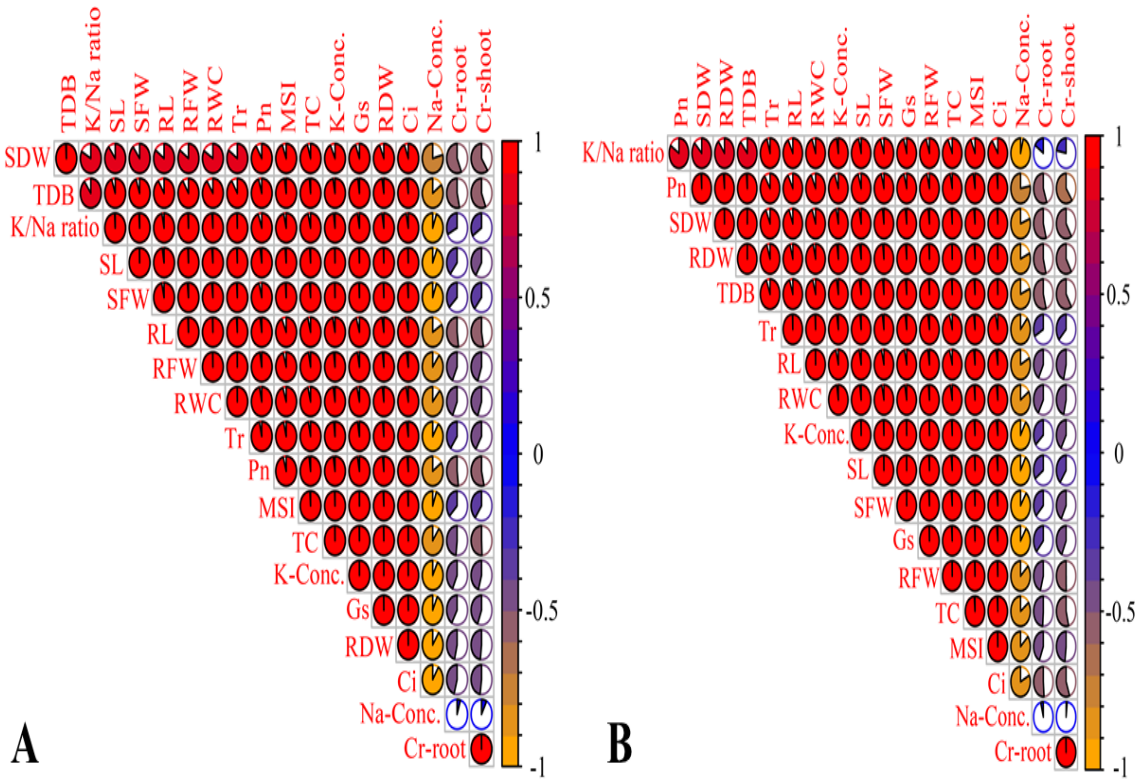 TDB K/Na ratio SL SFW RL RFW RWC Tr Pn MSI TC K-Conc. Gs RDW Ci Na-Conc. Cr-root Cr-shoot
SDW
TDB
K/Na ratio
SL
SFW
RL
RFW
RWC
Tr
Pn
MSI
TC
K-Conc.
Gs
RDW
Ci
Na-Conc.
Cr-root
1
0.5
0
-0.5
-1
A
Pn SDW RDW TDB Tr RL RWC K-Conc. SL SFW Gs RFW TC MSI Ci Na-Conc. Cr-root Cr-shoot
K/Na ratio
Pn
SDW
RDW
TDB
Tr
RL
RWC
K-Conc.
SL
SFW
Gs
RFW
TC
MSI
Ci
Na-Conc.
Cr-root
1
0.5
0
-0.5
-1
B